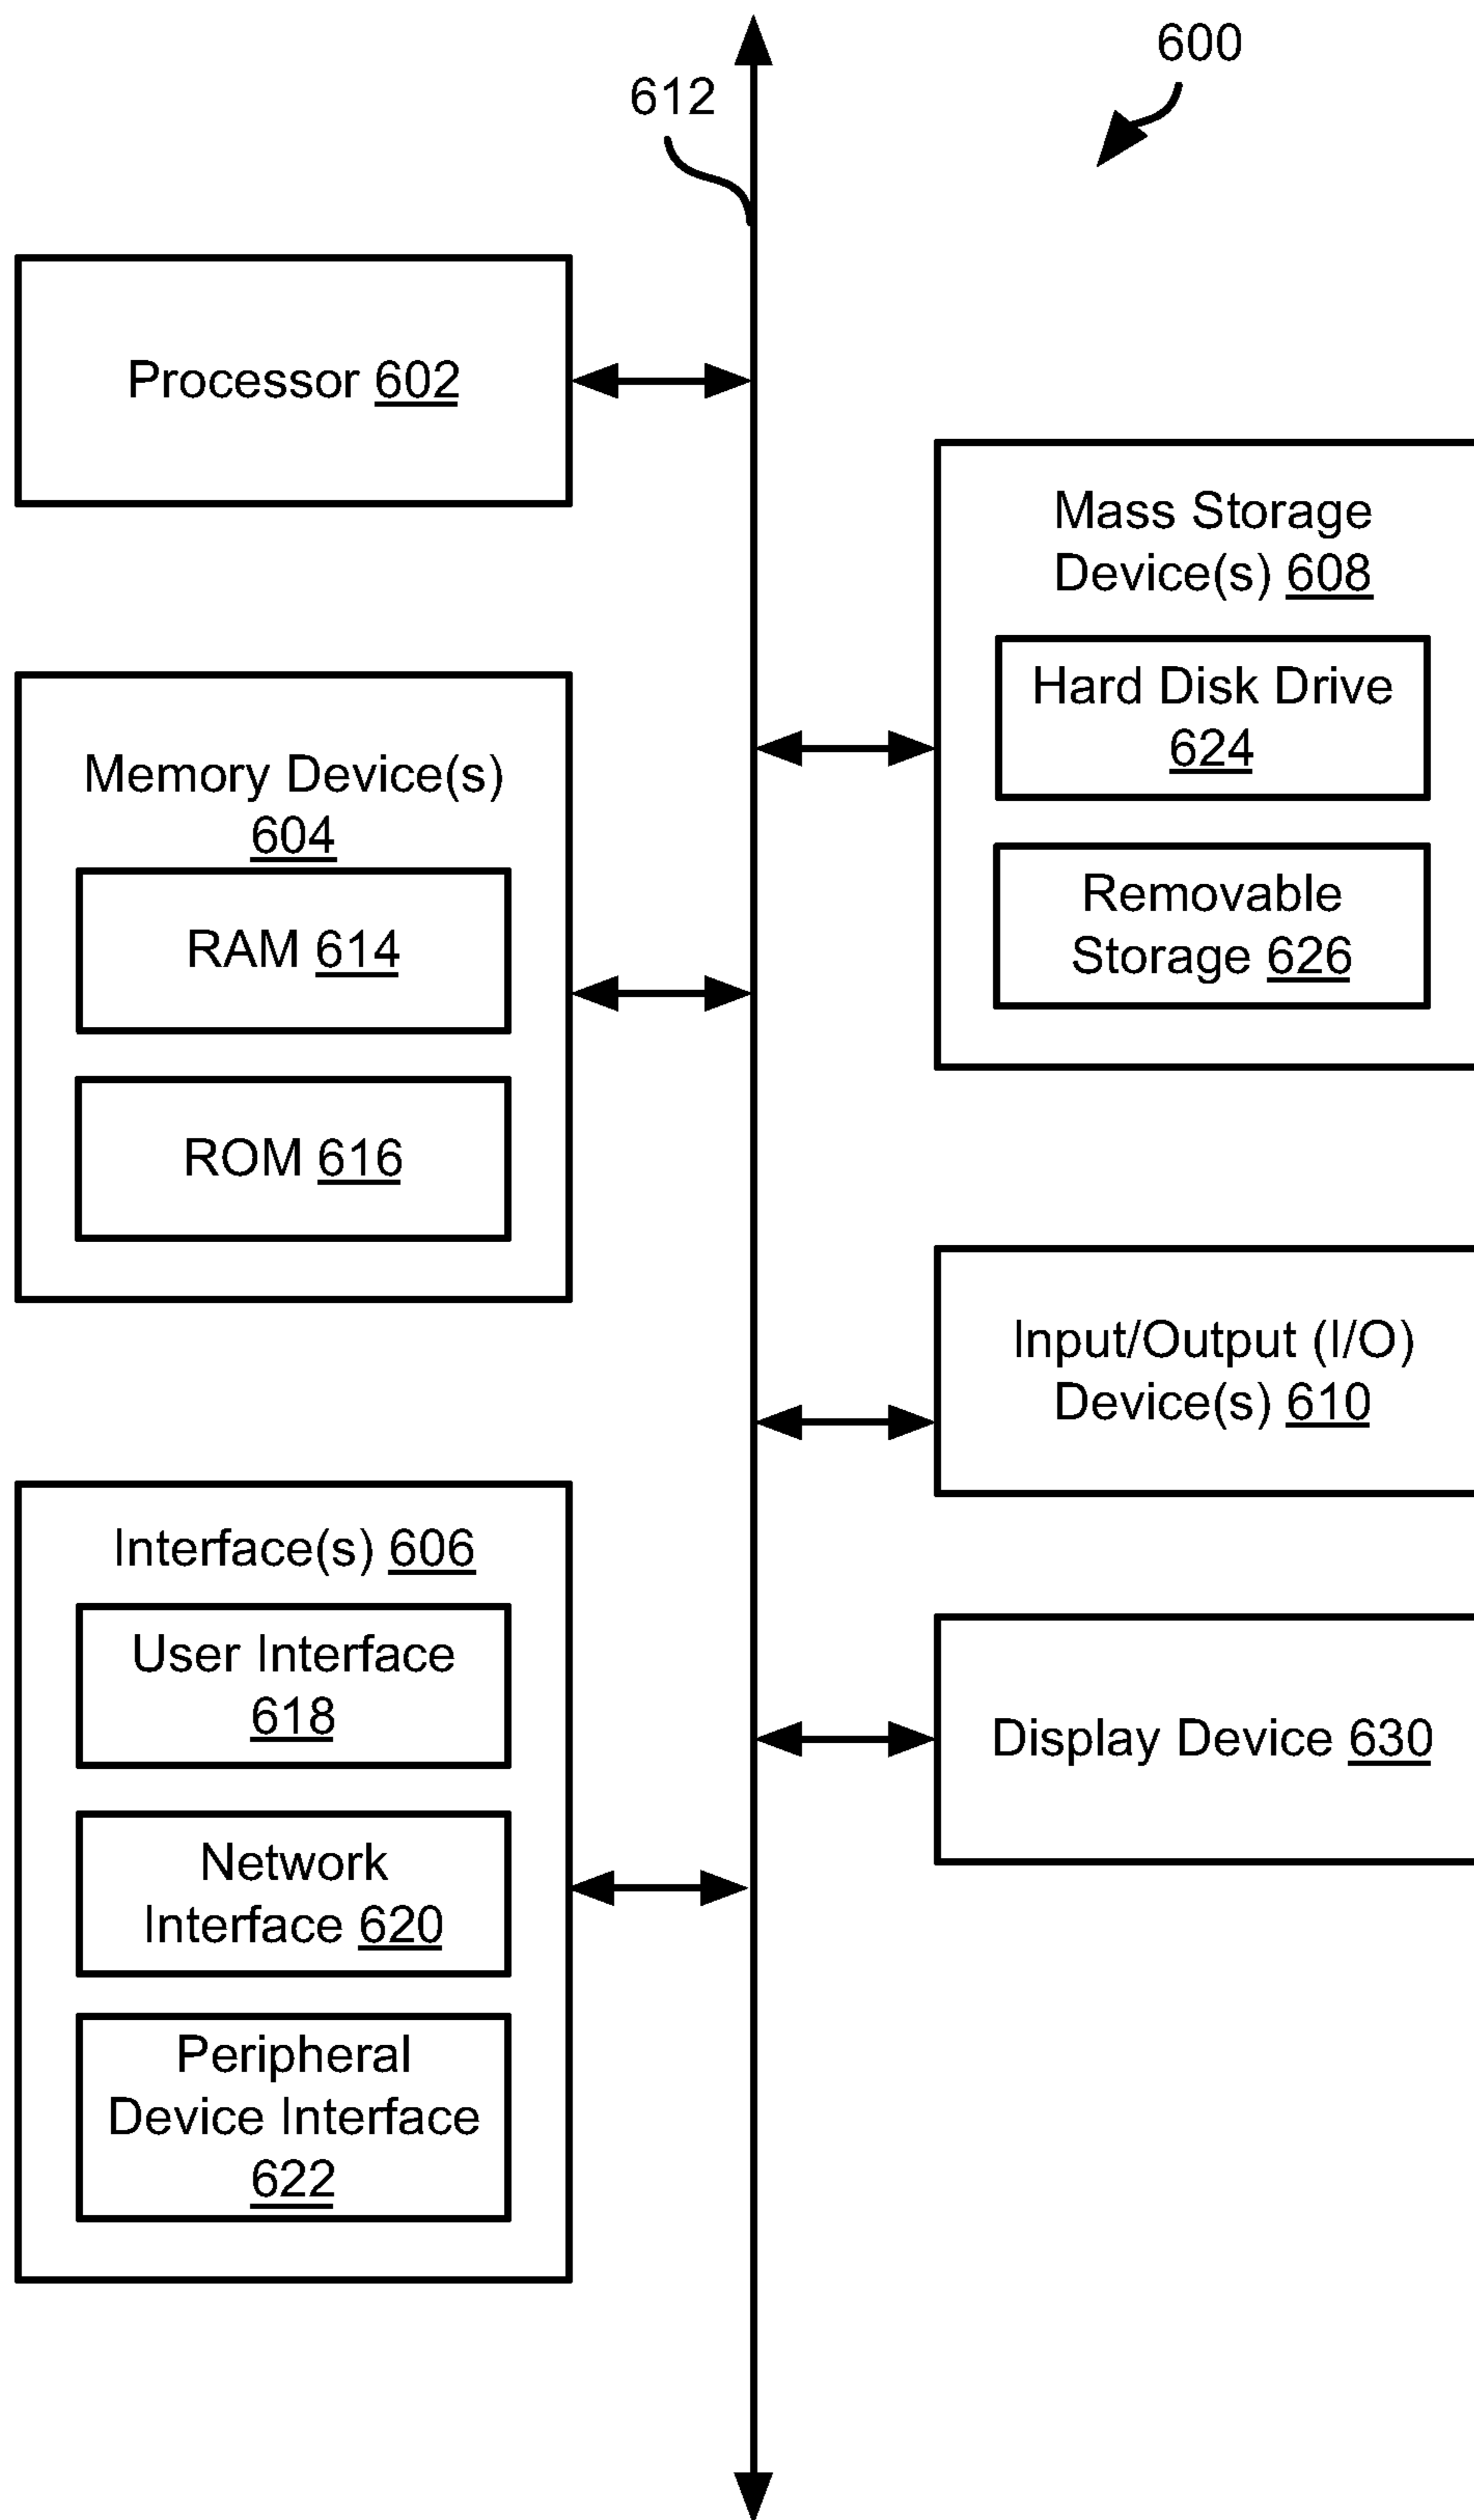 600
612
Processor 602
Mass Storage
Device(s) 608
Hard Disk Drive
624
Removable
Storage 626
Memory Device(s)
604
RAM 614
ROM 616
Input/Output (I/O)
Device(s) 610
Interface(s) 606
User Interface
618
Network
Interface 620
Peripheral
Device Interface
622
Display Device 630